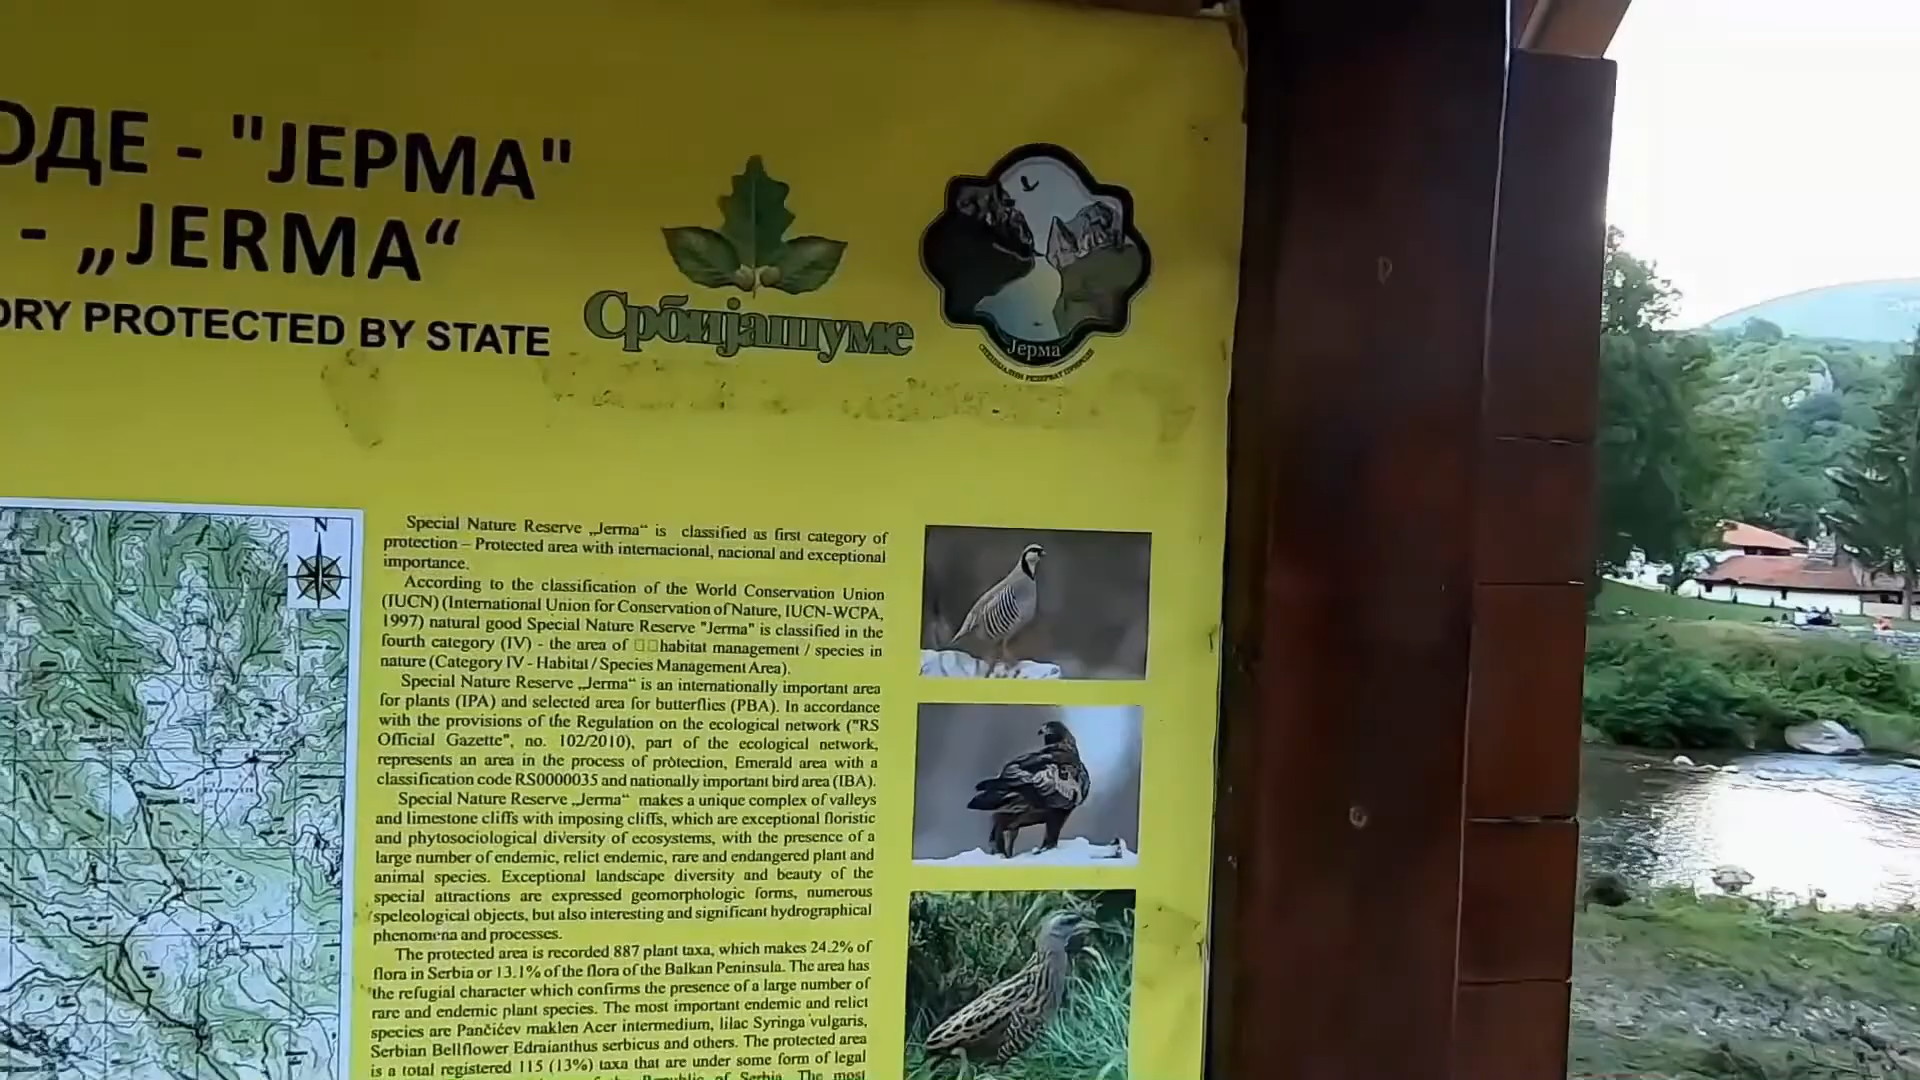 ОДЕ - "ЈЕРМА"
- „JERMA“
ORY PROTECTED BY STATE
Србијашуме
Јерма
СПЕЦИЈАЛНИ РЕЗЕРВАТ ПРИРОДЕ
N
Special Nature Reserve „Jerma“ is classified as first category of
protection – Protected area with internacional, nacional and exceptional
importance.
According to the classification of the World Conservation Union
(IUCN) (International Union for Conservation of Nature, IUCN-WCPA,
1997) natural good Special Nature Reserve "Jerma" is classified in the
fourth category (IV) - the area of □□habitat management / species in
nature (Category IV - Habitat / Species Management Area).
Special Nature Reserve „Jerma“ is an internationally important area
for plants (IPA) and selected area for butterflies (PBA). In accordance
with the provisions of the Regulation on the ecological network ("RS
Official Gazette", no. 102/2010), part of the ecological network,
represents an area in the process of protection, Emerald area with a
classification code RS0000035 and nationally important bird area (IBA).
Special Nature Reserve „Jerma“ makes a unique complex of valleys
and limestone cliffs with imposing cliffs, which are exceptional floristic
and phytosociological diversity of ecosystems, with the presence of a
large number of endemic, relict endemic, rare and endangered plant and
animal species. Exceptional landscape diversity and beauty of the
special attractions are expressed geomorphologic forms, numerous
speleological objects, but also interesting and significant hydrographical
phenomena and processes.
The protected area is recorded 887 plant taxa, which makes 24.2% of
flora in Serbia or 13.1% of the flora of the Balkan Peninsula. The area has
the refugial character which confirms the presence of a large number of
rare and endemic plant species. The most important endemic and relict
species are Pančićev maklen Acer intermedium, lilac Syringa vulgaris,
Serbian Bellflower Edraianthus serbicus and others. The protected area
is a total registered 115 (13%) taxa that are under some form of legal
of the Republic of Serbia. The most